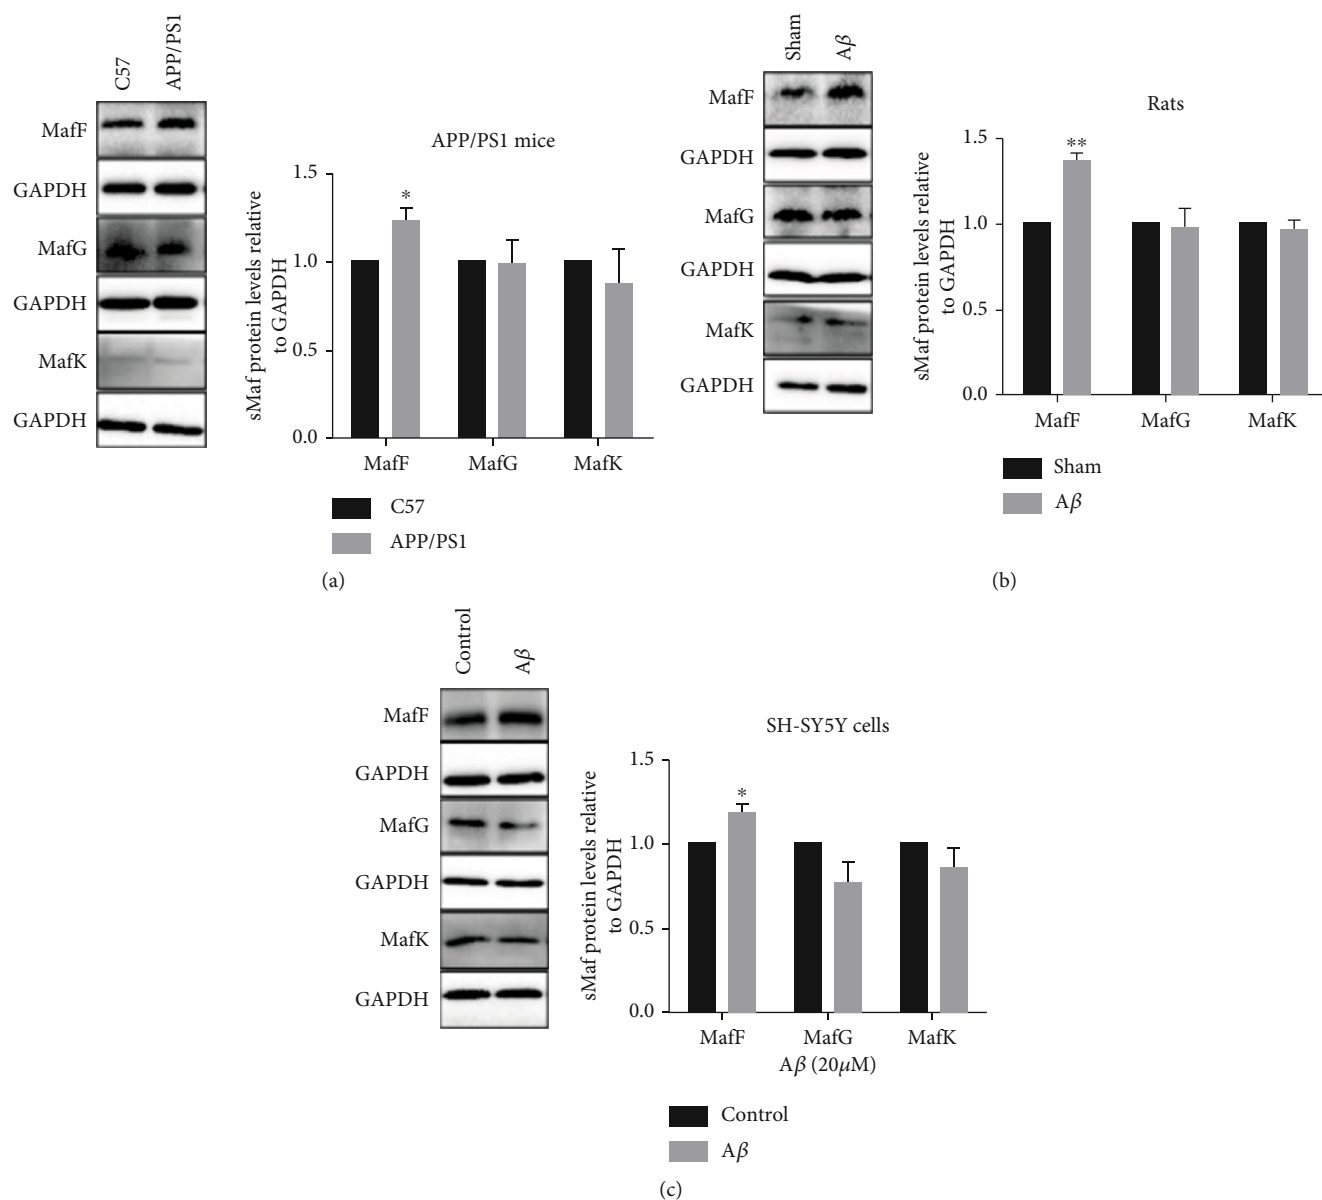 C57
APP/PS1
MafF
GAPDH
MafG
GAPDH
MafK
GAPDH
APP/PS1 mice
sMaf protein levels relative
to GAPDH
1.5
1.0
0.5
0.0
*
MafF MafG MafK
C57
APP/PS1
(a)
Sham
Aβ
MafF
GAPDH
MafG
GAPDH
MafK
GAPDH
Rats
sMaf protein levels relative
to GAPDH
1.5
1.0
0.5
0.0
**
MafF MafG MafK
Sham
Aβ
(b)
Control
Aβ
MafF
GAPDH
MafG
GAPDH
MafK
GAPDH
SH-SY5Y cells
sMaf protein levels relative
to GAPDH
1.5
1.0
0.5
0.0
*
MafF MafG MafK
Aβ (20μM)
Control
Aβ
(c)